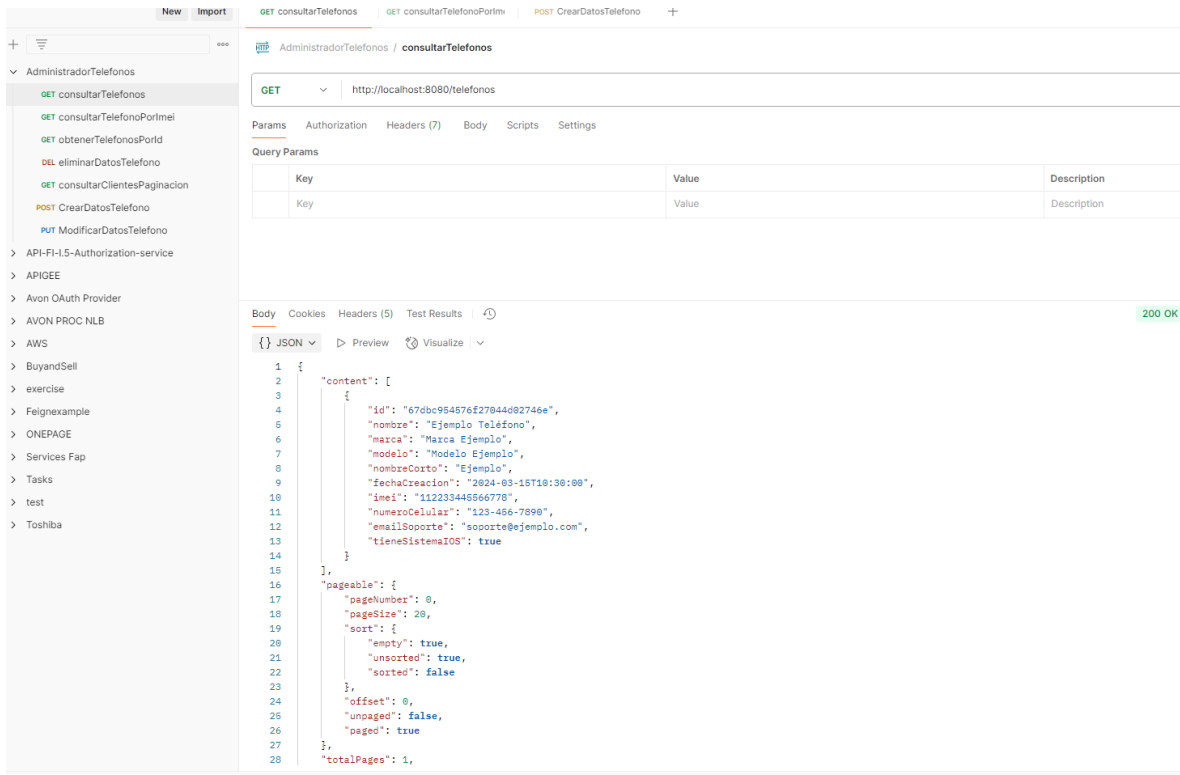 New Import
GET consultarTelefonos
GET consultarTelefonoPorIme
POST CrearDatosTelefono
AdministradorTelefonos / consultarTelefonos
AdministradorTelefonos
GET consultarTelefonos
GET consultarTelefonoPorImei
GET obtenerTelefonosPorId
DEL eliminarDatosTelefono
GET consultarClientesPaginacion
POST CrearDatosTelefono
PUT ModificarDatosTelefono
API-FI-I.5-Authorization-service
APIGEE
Avon OAuth Provider
AVON PROC NLB
AWS
BuyandSell
exercise
Feignexample
ONEPAGE
Services Fap
Tasks
test
Toshiba
HTTP
GET http://localhost:8080/telefonos
Params Authorization Headers (7) Body Scripts Settings
Query Params
Key Value Description
Key Value Description
Body Cookies Headers (5) Test Results 200 OK
{} JSON Preview Visualize
1 {
2 "content": [
3 {
4 "id": "67dbc954576f27044d02746e",
5 "nombre": "Ejemplo Teléfono",
6 "marca": "Marca Ejemplo",
7 "modelo": "Modelo Ejemplo",
8 "nombreCorto": "Ejemplo",
9 "fechaCreacion": "2024-03-15T10:30:00",
10 "imei": "112233445566778",
11 "numeroCelular": "123-456-7890",
12 "emailSoporte": "soporte@ejemplo.com",
13 "tieneSistemaIOS": true
14 }
15 ],
16 "pageable": {
17 "pageNumber": 0,
18 "pageSize": 20,
19 "sort": {
20 "empty": true,
21 "unsorted": true,
22 "sorted": false
23 },
24 "offset": 0,
25 "unpaged": false,
26 "paged": true
27 },
28 "totalPages": 1,